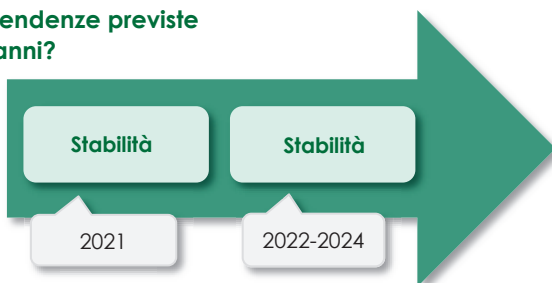 endenze previste
anni?
Stabilità
Stabilità
2021
2022-2024